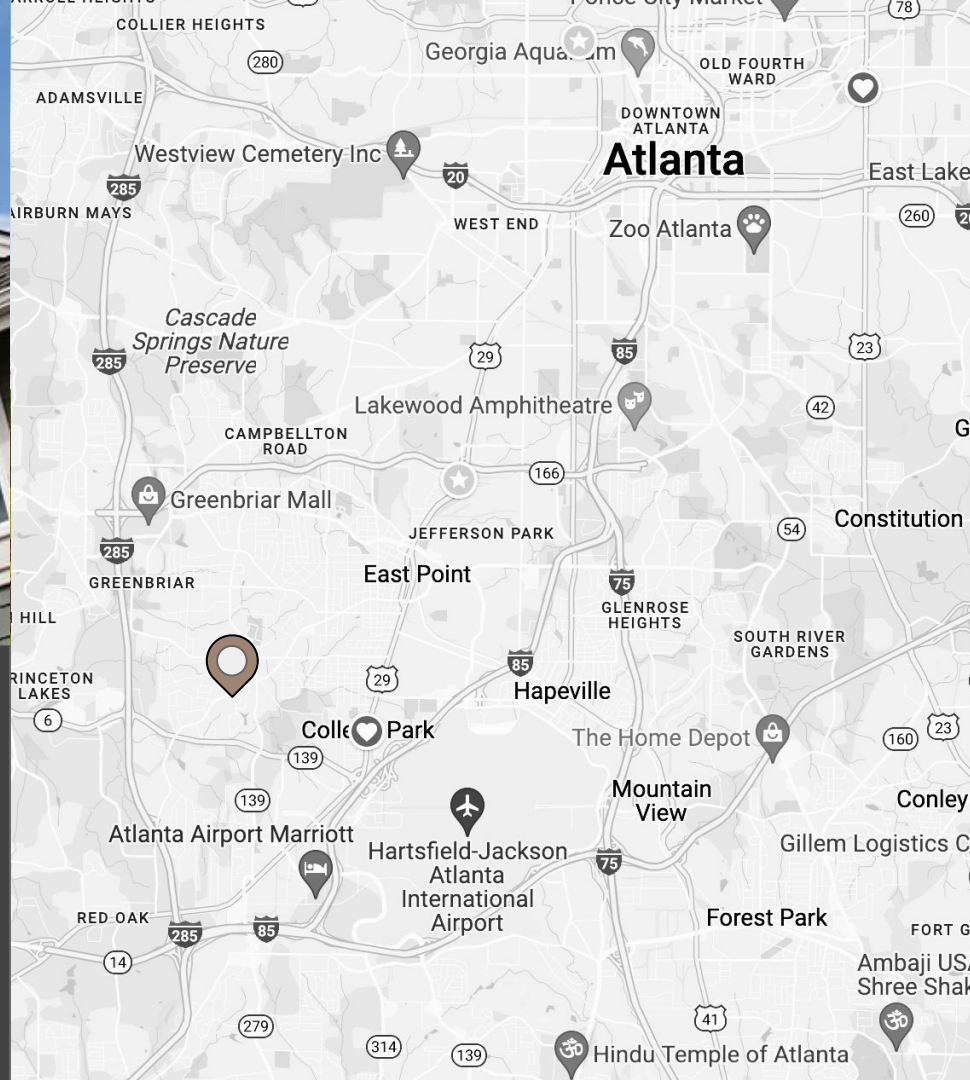 COLLIER HEIGHTS
78
280
Georgia
OLD FOURTH
WARD
ADAMSVILLE
DOWNTOWN
ATLANTA
Westview Cemetery Inc
Atlanta
20
East Lake
285
WEST END
260
Zoo Atlanta
Cascade
Springs Nature
Preserve
285
29
85
23
Lakewood Amphitheatre
42
CAMPBELLTON
ROAD
166
Greenbriar Mall
Constitution
54
JEFFERSON PARK
285
East Point
GREENBRIAR
75
GLENROSE
HEIGHTS
HILL
SOUTH RIVER
GARDENS
85
29
LAKES
Hapeville
6
Park
The Home Depot
23
160
139
Mountain
View
139
Conley
Atlanta Airport Marriott
Gillem Logistics C
Hartsfield-Jackson
Atlanta
International
Airport
75
RED OAK
Forest Park
285
85
FORT G
14
Ambaji USA
Shree Shak
279
41
314
139
Hindu Temple of Atlanta